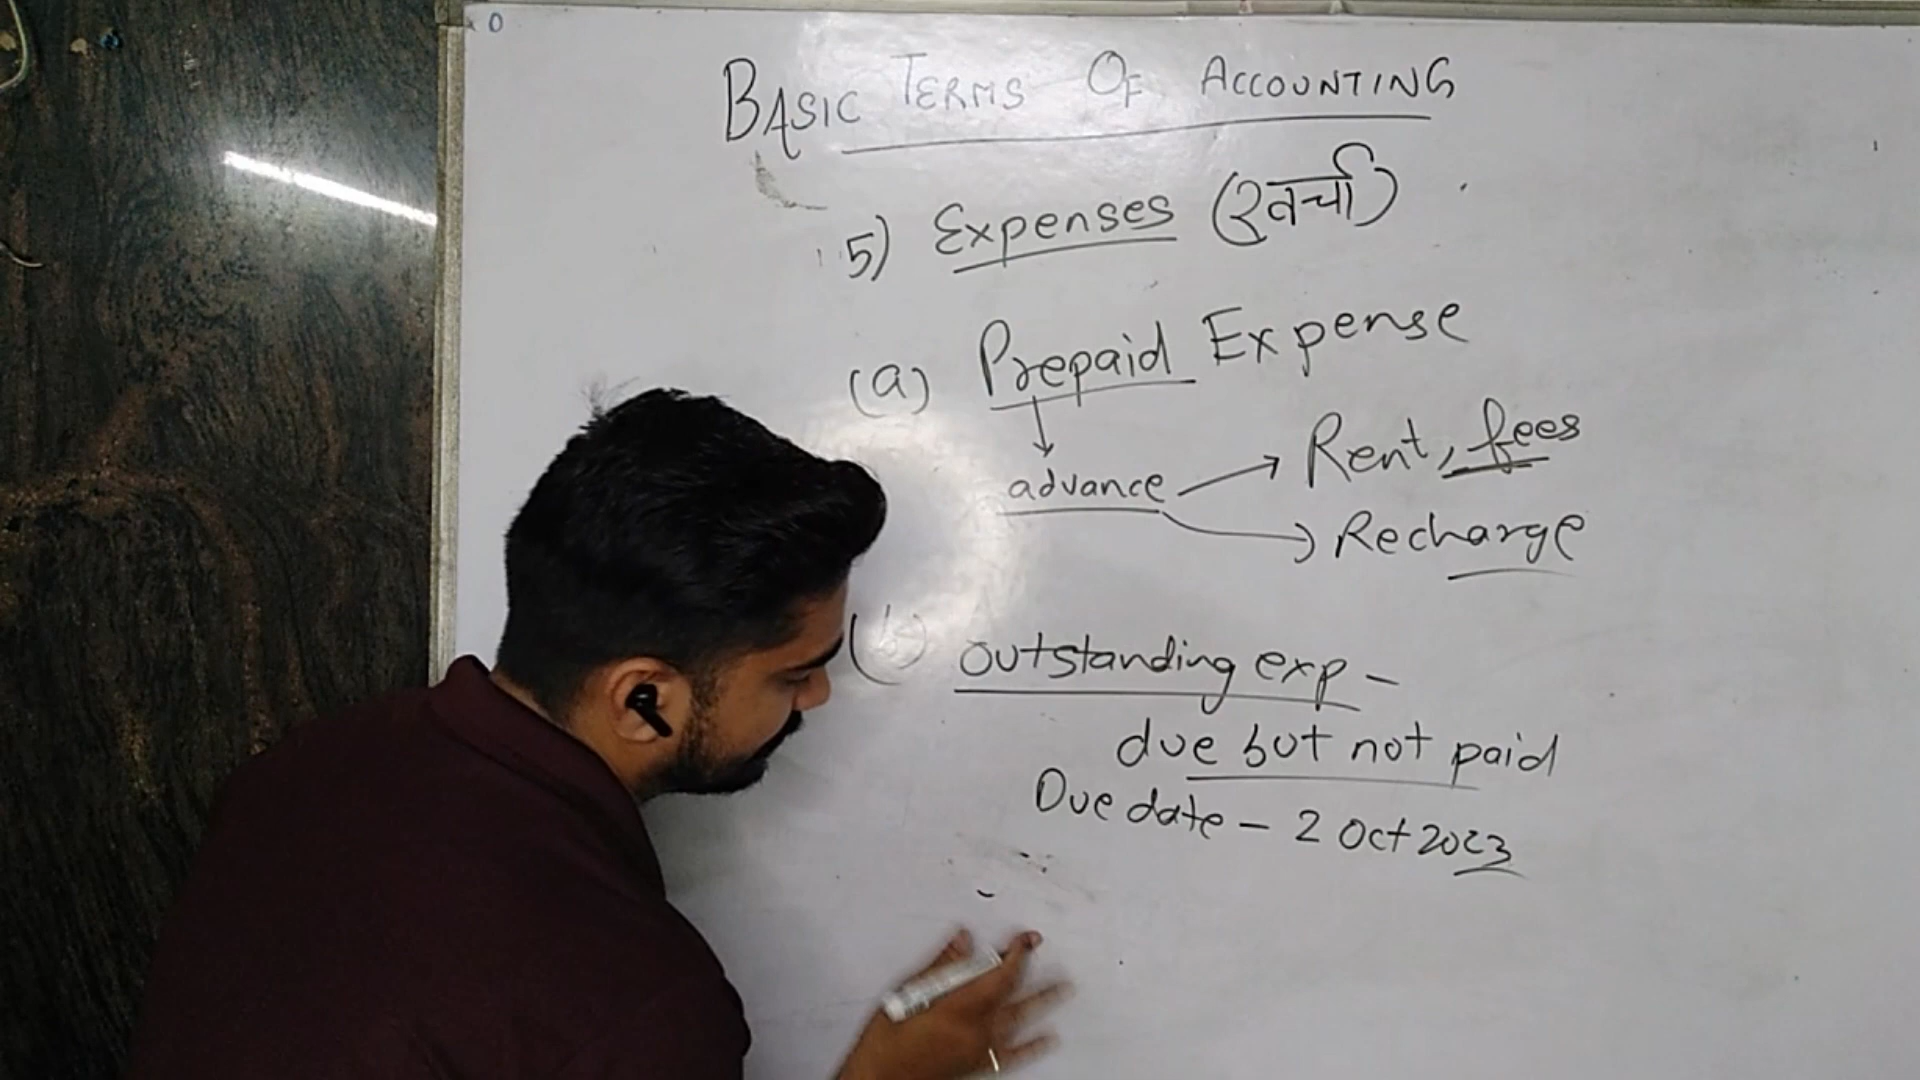 BASIC TERMS OF ACCOUNTING
5) Expenses (खर्चा)
(a) Prepaid Expense
advance → Rent, fees
→ Recharge
(b) outstanding exp -
due but not paid
Due date - 2 Oct 2023